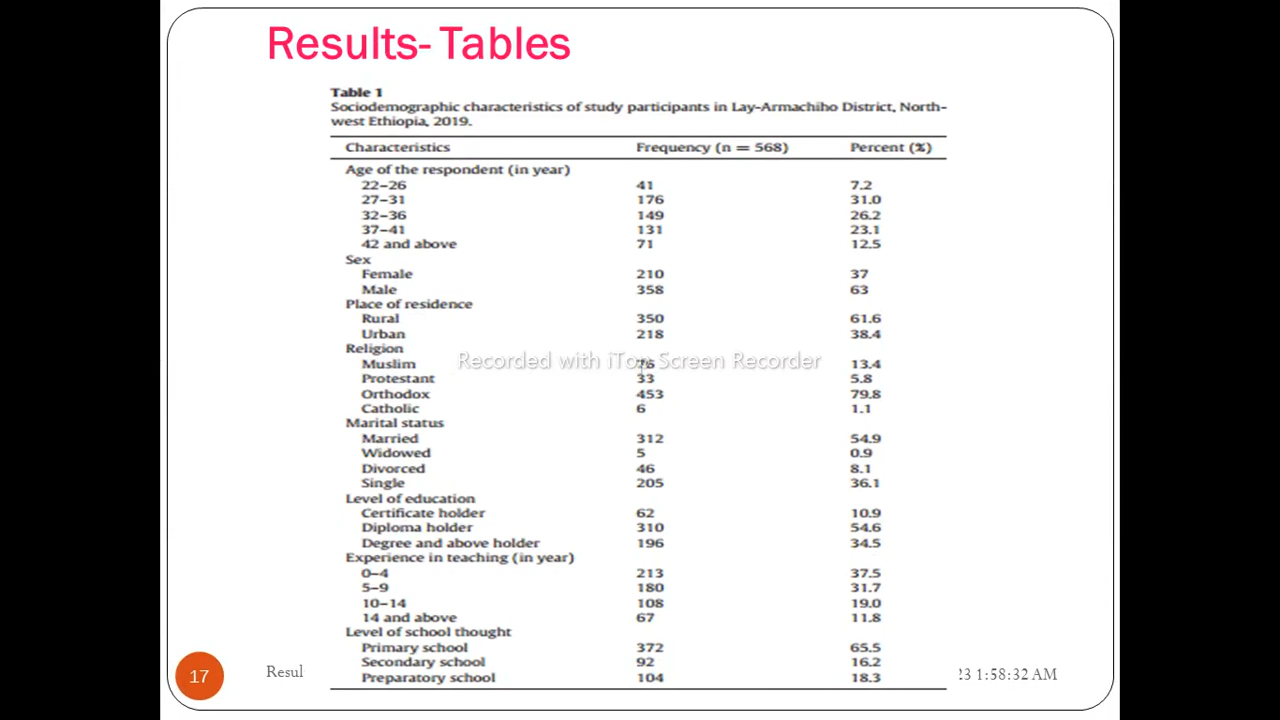 Results- Tables
Table 1
Sociodemographic characteristics of study participants in Lay-Armachiho District, North-
west Ethiopia, 2019.
Characteristics Frequency (n = 568) Percent (%)
Age of the respondent (in year)
22–26 41 7.2
27–31 176 31.0
32–36 149 26.2
37–41 131 23.1
42 and above 71 12.5
Sex
Female 210 37
Male 358 63
Place of residence
Rural 350 61.6
Urban 218 38.4
Religion
Recorded with iTop Screen Recorder
Muslim 76 13.4
Protestant 33 5.8
Orthodox 453 79.8
Catholic 6 1.1
Marital status
Married 312 54.9
Widowed 5 0.9
Divorced 46 8.1
Single 205 36.1
Level of education
Certificate holder 62 10.9
Diploma holder 310 54.6
Degree and above holder 196 34.5
Experience in teaching (in year)
0–4 213 37.5
5–9 180 31.7
10–14 108 19.0
14 and above 67 11.8
Level of school thought
Primary school 372 65.5
Secondary school 92 16.2
Preparatory school 104 18.3
17 Resul 23 1:58:32 AM